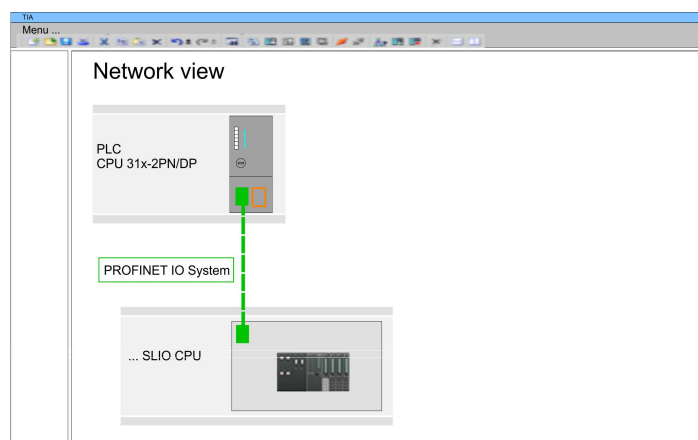 TIA
Menu ...
Network view
PLC
CPU 31x-2PN/DP
PROFINET IO System
... SLIO CPU